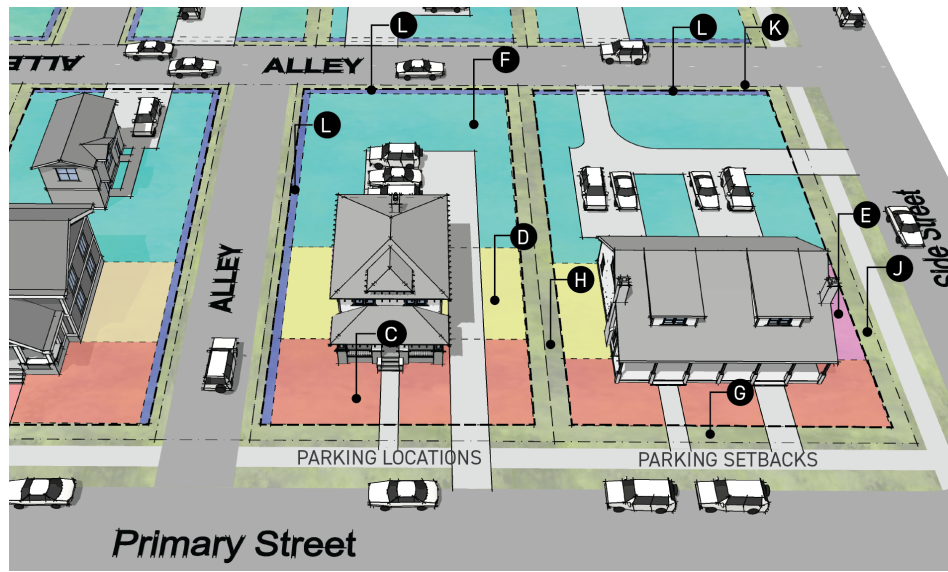 L
L
K
F
ALLEY
ALLEY
L
D
E
ALLEY
H
J
Side Street
C
G
PARKING LOCATIONS
PARKING SETBACKS
Primary Street